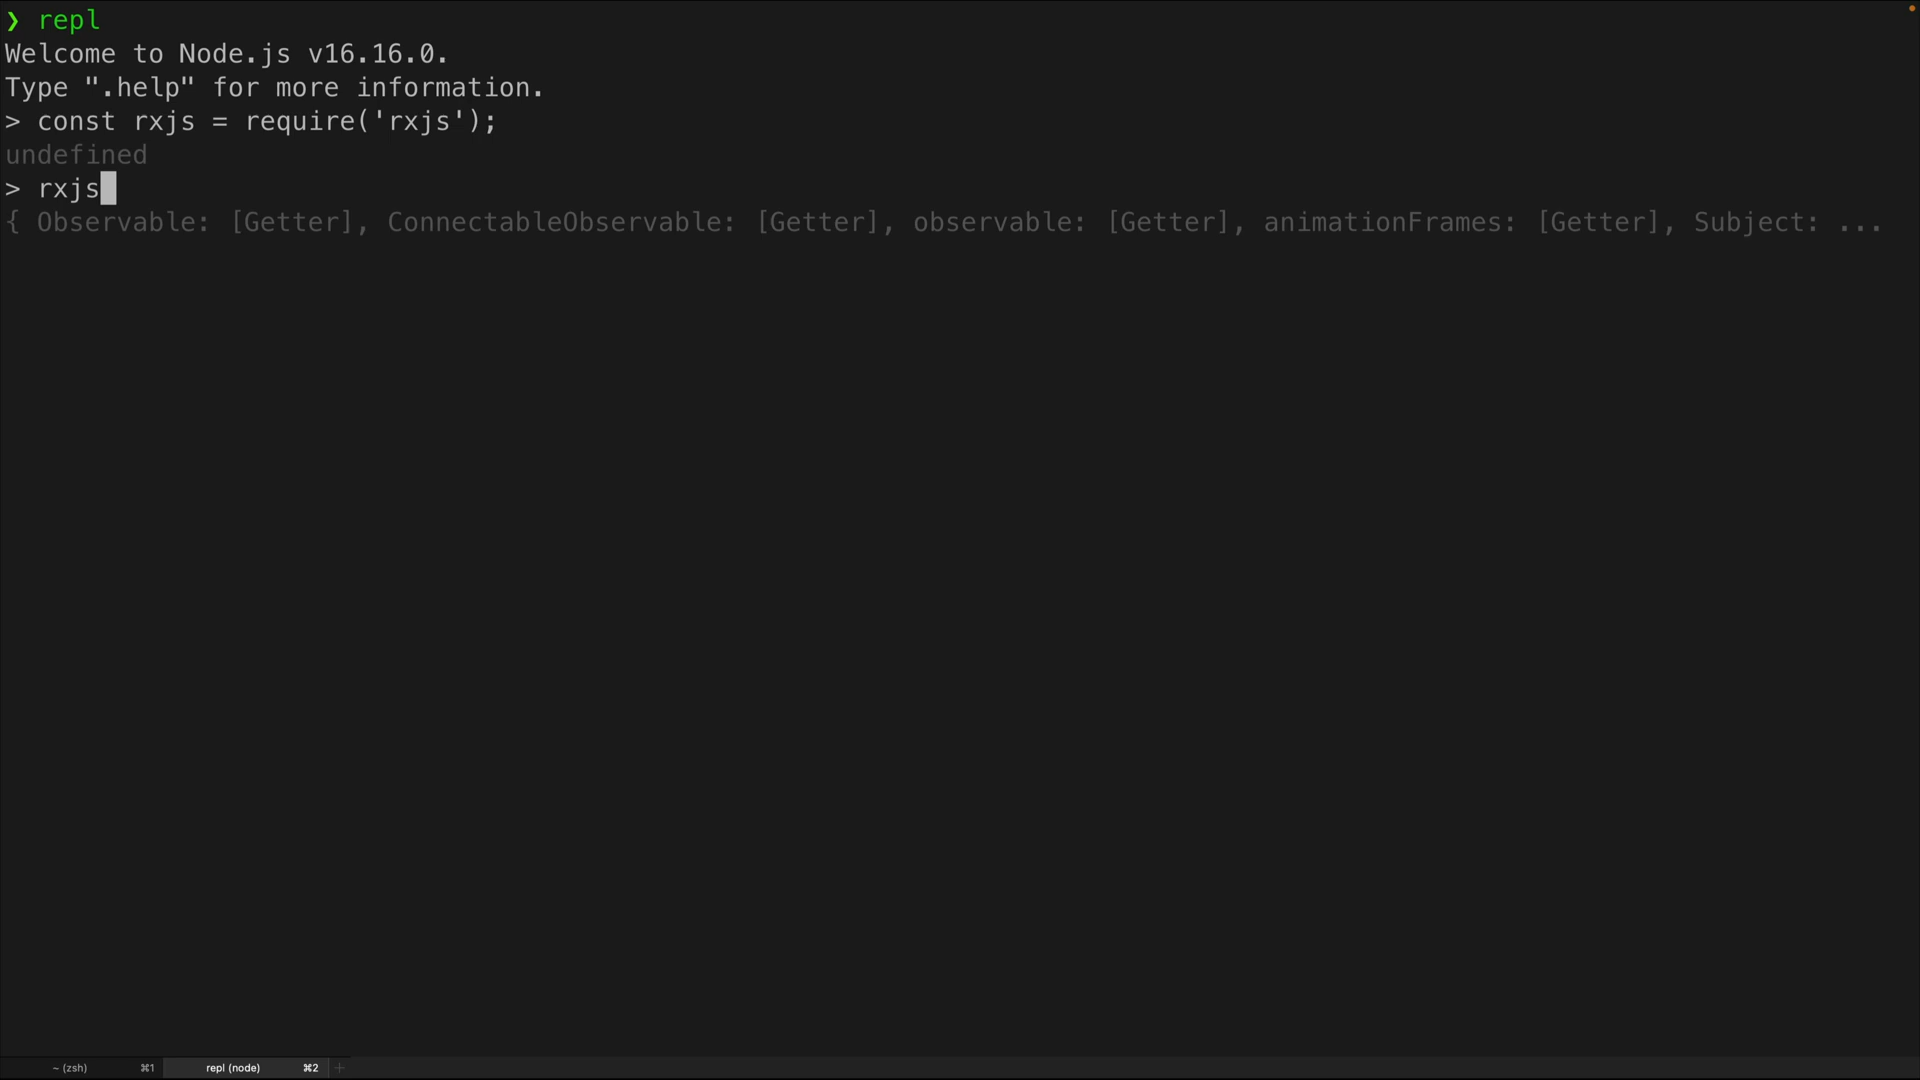 ❯ repl
Welcome to Node.js v16.16.0.
Type ".help" for more information.
> const rxjs = require('rxjs');
undefined
> rxjs
{ Observable: [Getter], ConnectableObservable: [Getter], observable: [Getter], animationFrames: [Getter], Subject: ...
~ (zsh) ⌘1 repl (node) ⌘2 +